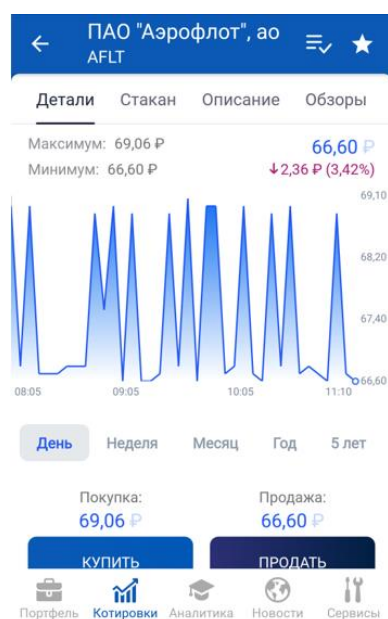 ПАО "Аэрофлот", ао
AFLT
Детали Стакан Описание Обзоры
Максимум: 69,06 ₽ 66,60 ₽
Минимум: 66,60 ₽ ↓2,36 ₽ (3,42%)
69,10
68,20
67,40
66,60
08:05 09:05 10:05 11:10
День Неделя Месяц Год 5 лет
Покупка: Продажа:
69,06 ₽ 66,60 ₽
КУПИТЬ ПРОДАТЬ
Портфель Котировки Аналитика Новости Сервисы